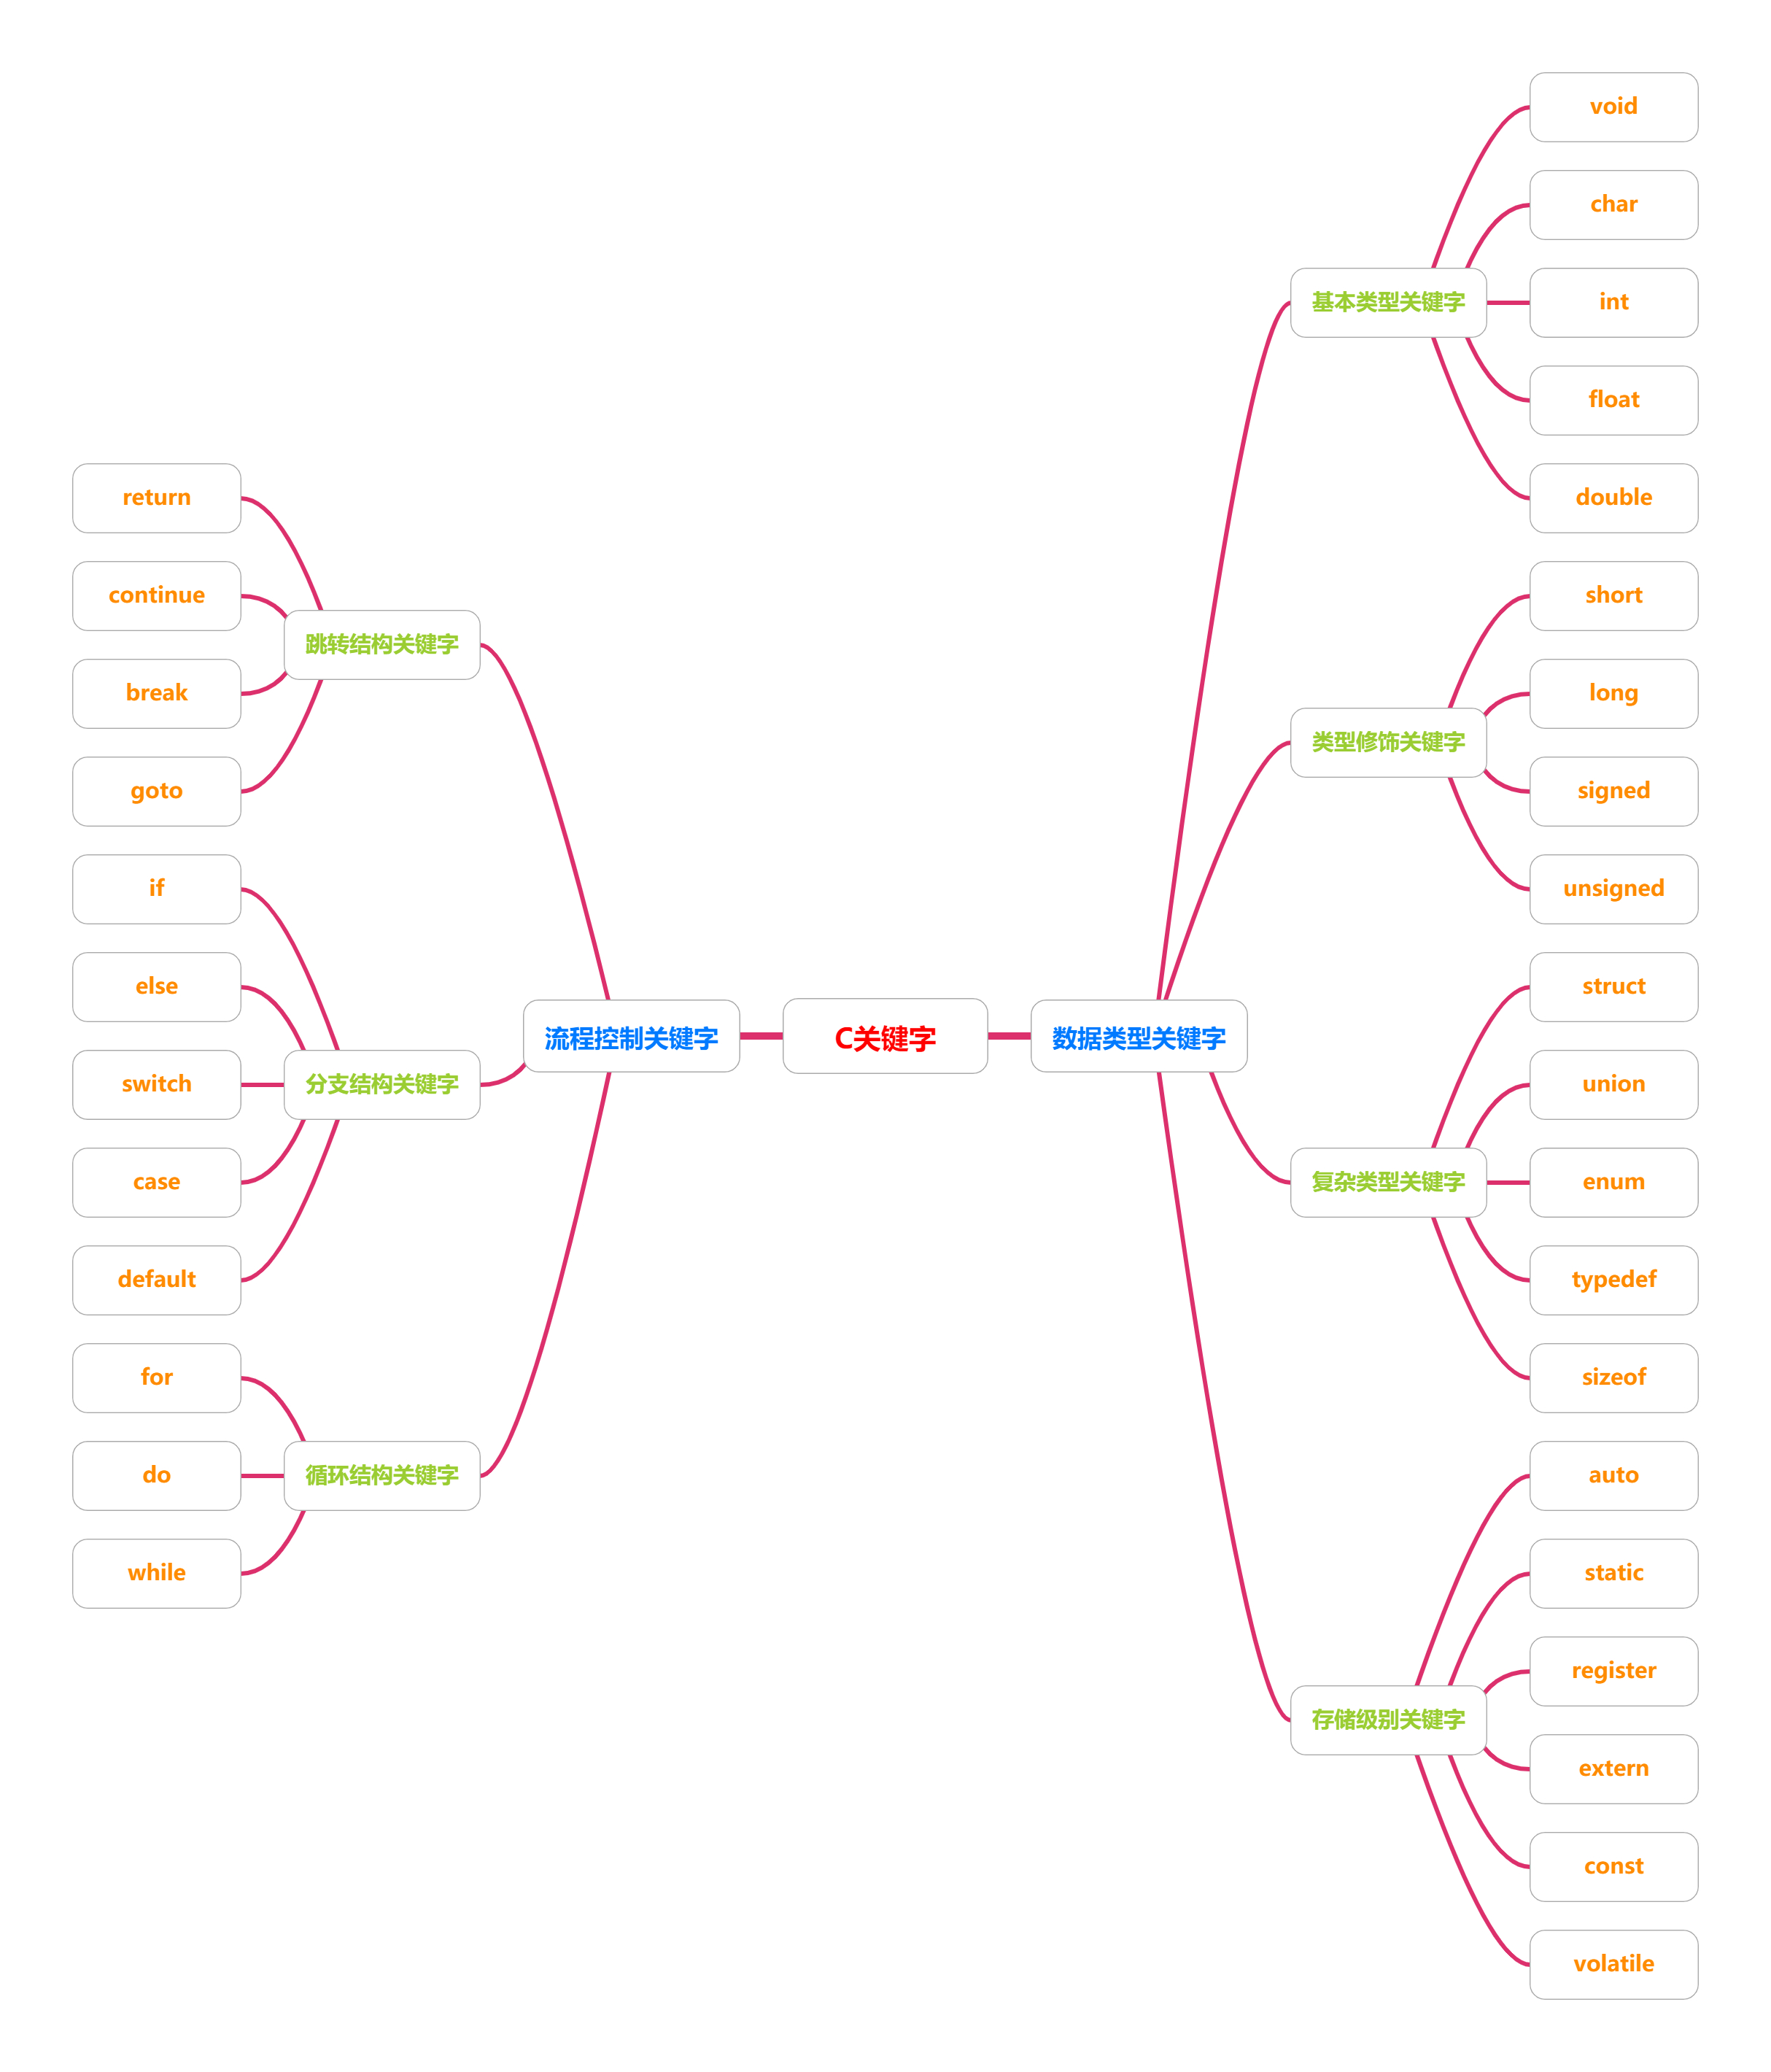 C关键字
流程控制关键字
跳转结构关键字
return
continue
break
goto
分支结构关键字
if
else
switch
case
default
循环结构关键字
for
do
while
数据类型关键字
基本类型关键字
void
char
int
float
double
类型修饰关键字
short
long
signed
unsigned
复杂类型关键字
struct
union
enum
typedef
sizeof
存储级别关键字
auto
static
register
extern
const
volatile